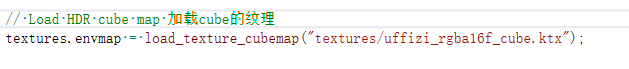 // Load HDR cube map 加载cube的纹理
textures.envmap = load_texture_cubemap("textures/uffizi_rgba16f_cube.ktx");